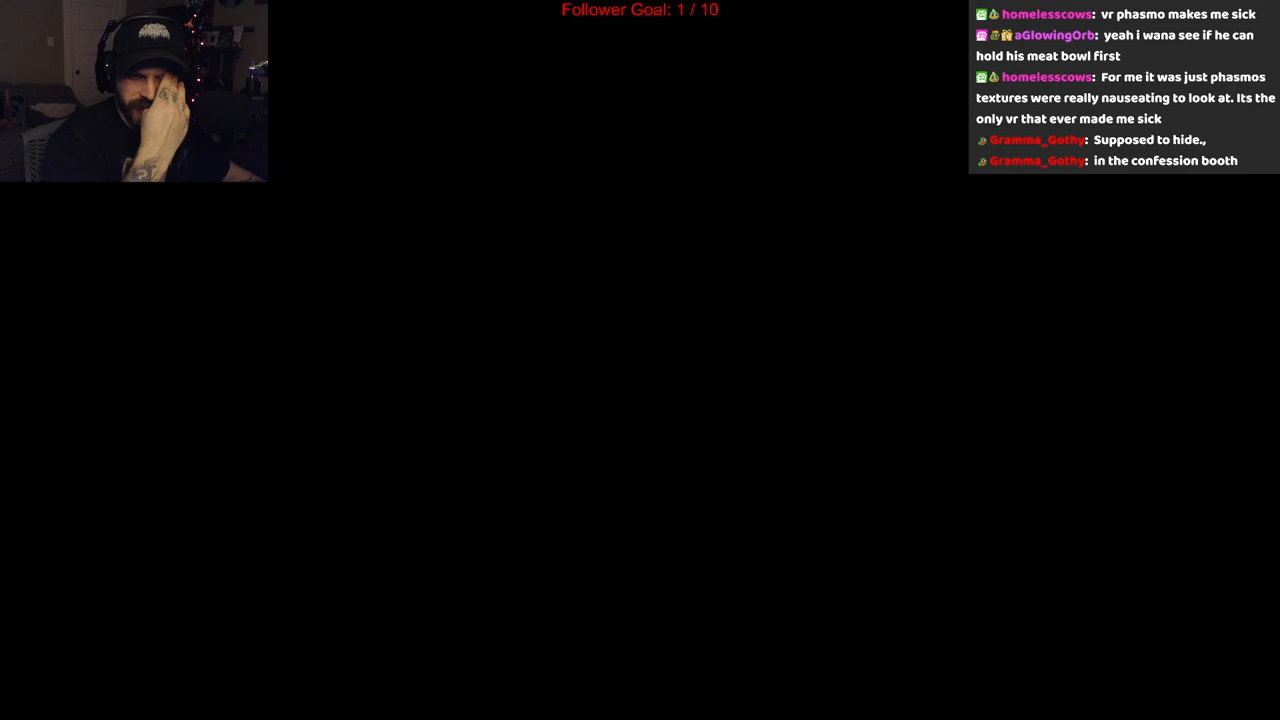 Follower Goal: 1 / 10
homelesscows: vr phasmo makes me sick
aGlowingOrb: yeah i wana see if he can
hold his meat bowl first
homelesscows: For me it was just phasmos
textures were really nauseating to look at. Its the
only vr that ever made me sick
Gramma_Gothy: Supposed to hide.,
Gramma_Gothy: in the confession booth